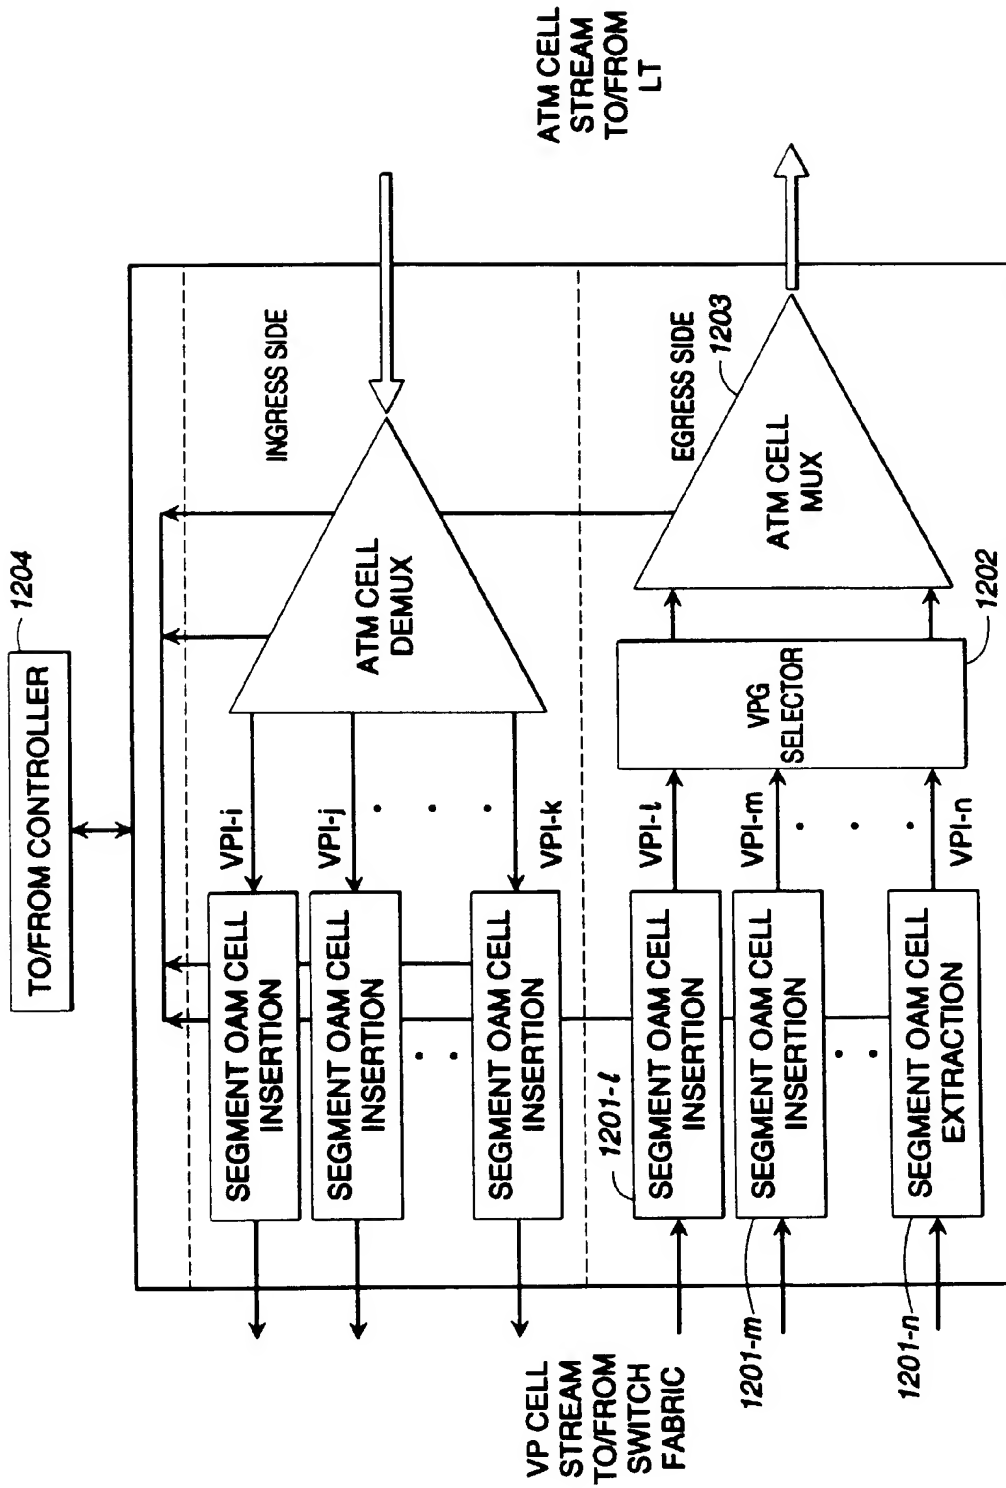 TO/FROM CONTROLLER
1204
INGRESS SIDE
ATM CELL
DEMUX
VPI-i
VPI-j
VPI-k
SEGMENT OAM CELL
INSERTION
SEGMENT OAM CELL
INSERTION
SEGMENT OAM CELL
INSERTION
ATM CELL
STREAM
TO/FROM
LT
VP CELL
STREAM
TO/FROM
SWITCH
FABRIC
EGRESS SIDE
1203
ATM CELL
MUX
VPG
SELECTOR
1202
VPI-ℓ
VPI-m
VPI-n
1201-ℓ
SEGMENT OAM CELL
INSERTION
1201-m
SEGMENT OAM CELL
INSERTION
1201-n
SEGMENT OAM CELL
EXTRACTION